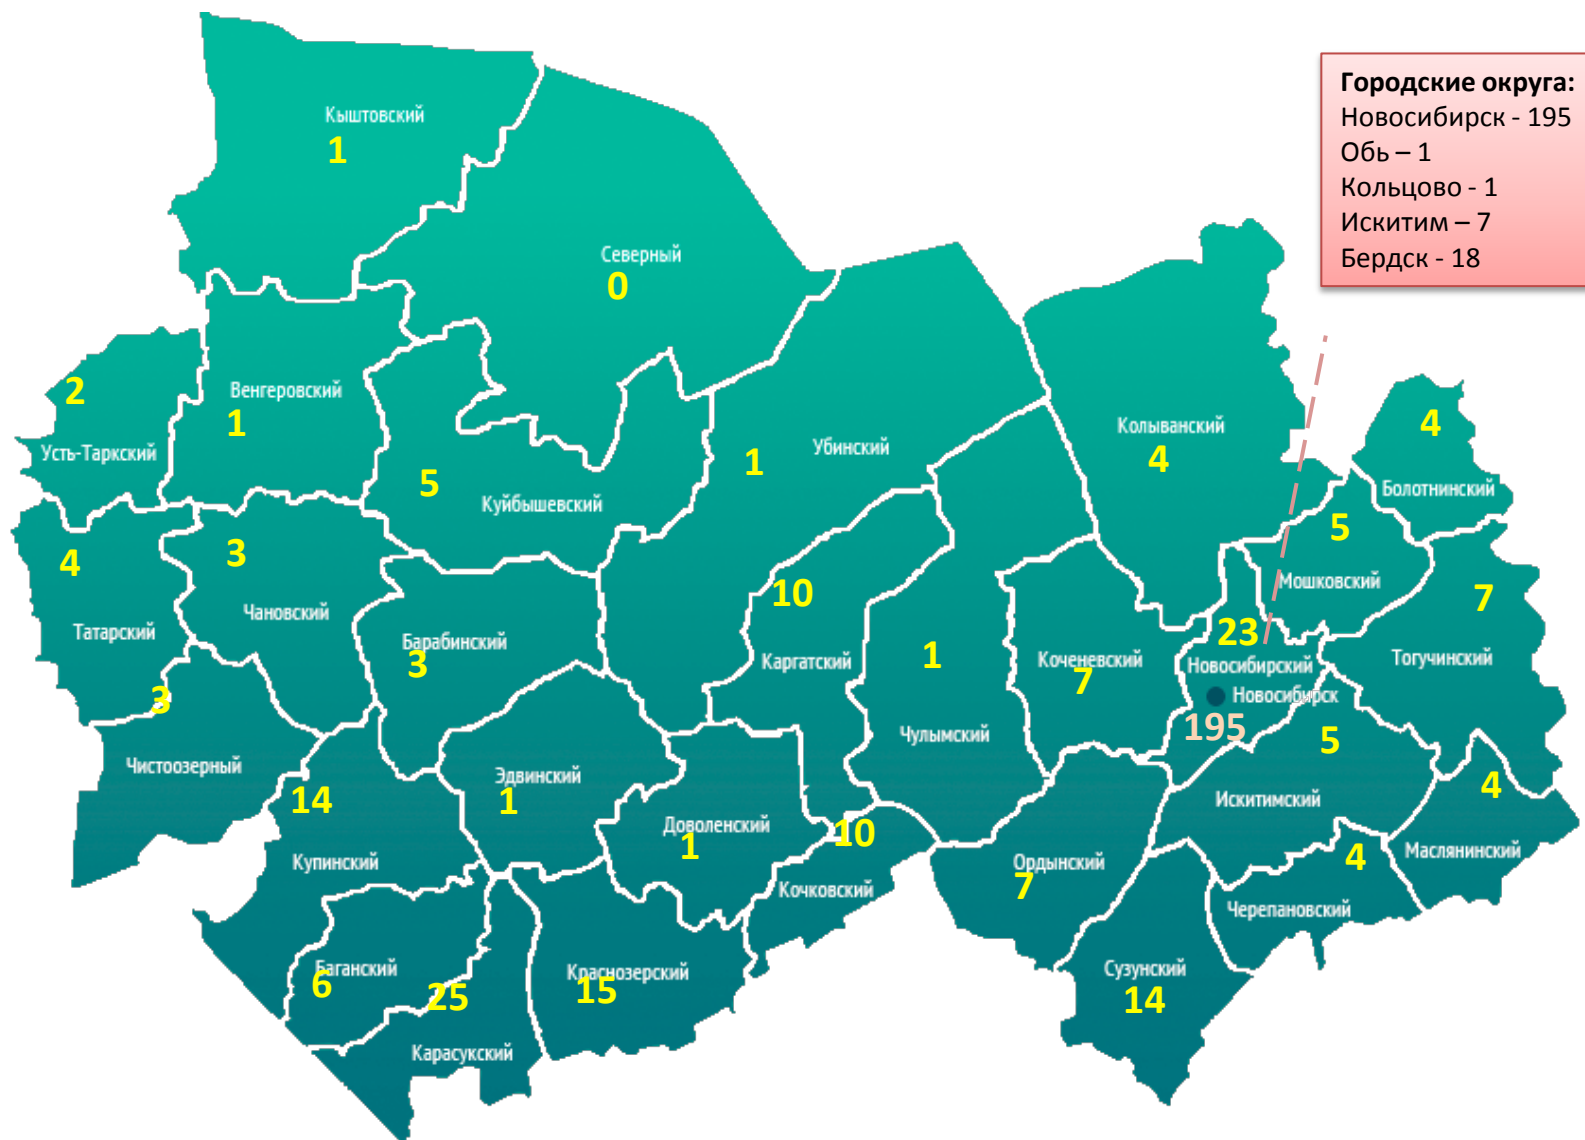 Городские округа:
Новосибирск - 195
Обь – 1
Кольцово - 1
Искитим – 7
Бердск - 18
Кыштовский
1
Северный
0
2
Усть-Таркский
Венгеровский
1
5
Куйбышевский
1
Убинский
Колыванский
4
4
Болотнинский
4
Татарский
3
Чановский
Барабинский
3
10
Каргатский
1
Чулымский
Коченевский
7
23
Новосибирский
Новосибирск
195
5
Мошковский
7
Тогучинский
3
Чистоозерный
14
Купинский
Эдвинский
1
Доволенский
1
10
Кочковский
Ордынский
7
5
Искитимский
4
Маслянинский
4
Черепановский
Баганский
6
25
Карасукский
Краснозерский
15
Сузунский
14